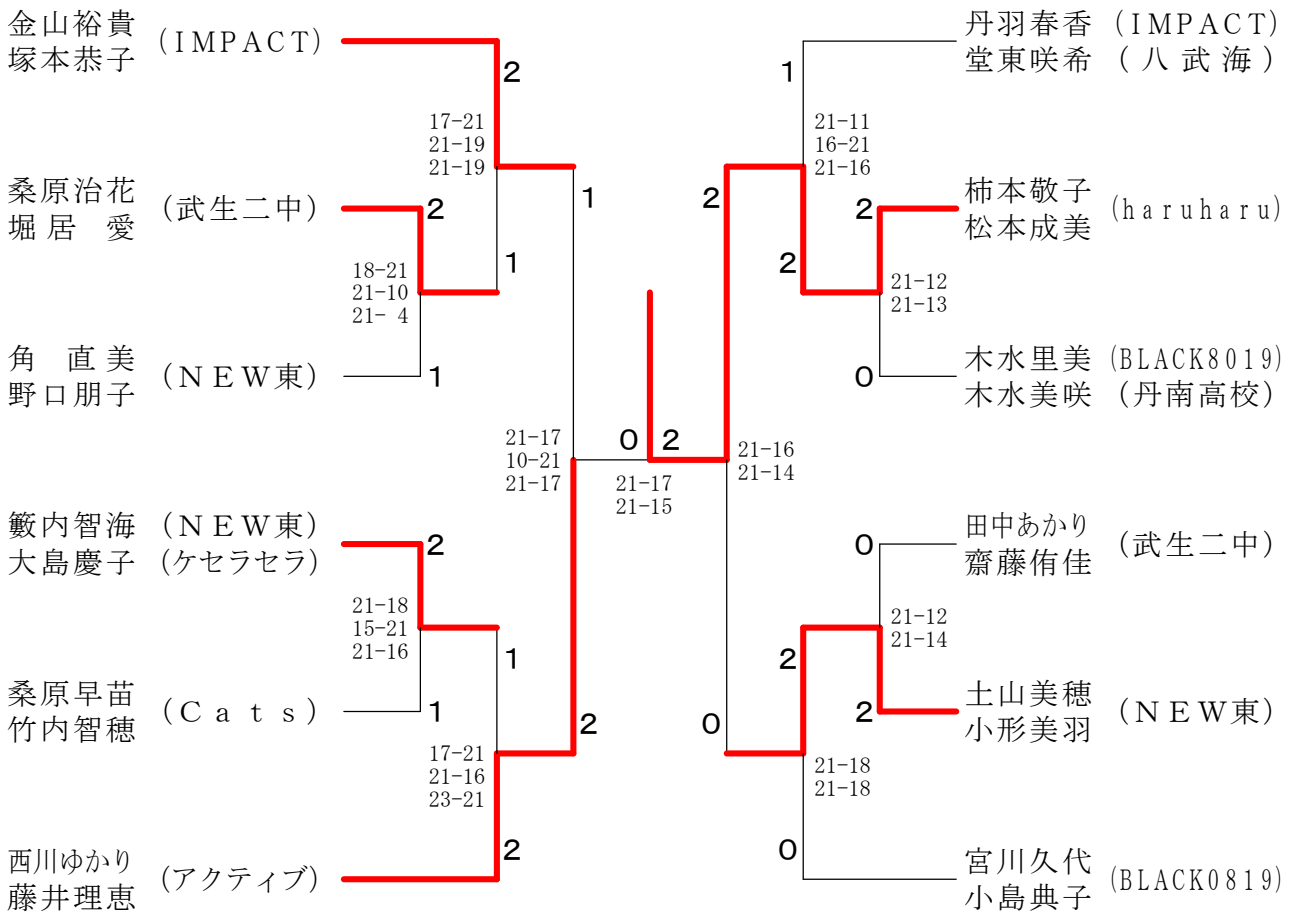 金山裕貴 (IMPACT)
塚本恭子
2
17-21
21-19
21-19
桑原治花 (武生二中)
堀居 愛
2
1
18-21
21-10
21- 4
角 直美 (NEW東)
野口朋子
1
1
籔内智海 (NEW東)
大島慶子 (ケセラセラ)
2
21-18
15-21
21-16
1
桑原早苗 (Cats)
竹内智穂
1
17-21
21-16
23-21
西川ゆかり (アクティブ)
藤井理恵
2
2
21-17
10-21
21-17
0 2
21-17
21-15
丹羽春香 (IMPACT)
堂東咲希 (八武海)
1
21-11
16-21
21-16
柿本敬子 (haruharu)
松本成美
2
2
2
21-12
21-13
木水里美 (BLACK8019)
木水美咲 (丹南高校)
0
21-16
21-14
田中あかり (武生二中)
齋藤侑佳
0
21-12
21-14
土山美穂 (NEW東)
小形美羽
2
2
0
21-18
21-18
宮川久代 (BLACK0819)
小島典子
0